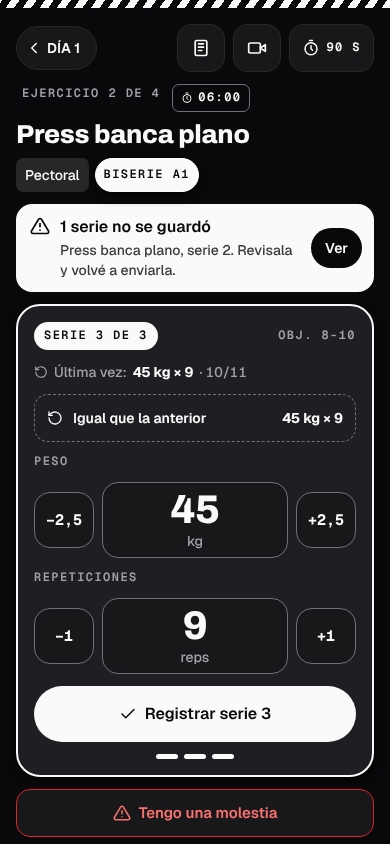 DÍA 1
90 S
EJERCICIO 2 DE 4
06:00
Press banca plano
Pectoral
BISERIE A1
1 serie no se guardó
Press banca plano, serie 2. Revisala
y volvé a enviarla.
Ver
SERIE 3 DE 3
OBJ. 8-10
Última vez: 45 kg × 9 · 10/11
Igual que la anterior
45 kg × 9
PESO
−2,5
45
kg
+2,5
REPETICIONES
−1
9
reps
+1
Registrar serie 3
Tengo una molestia